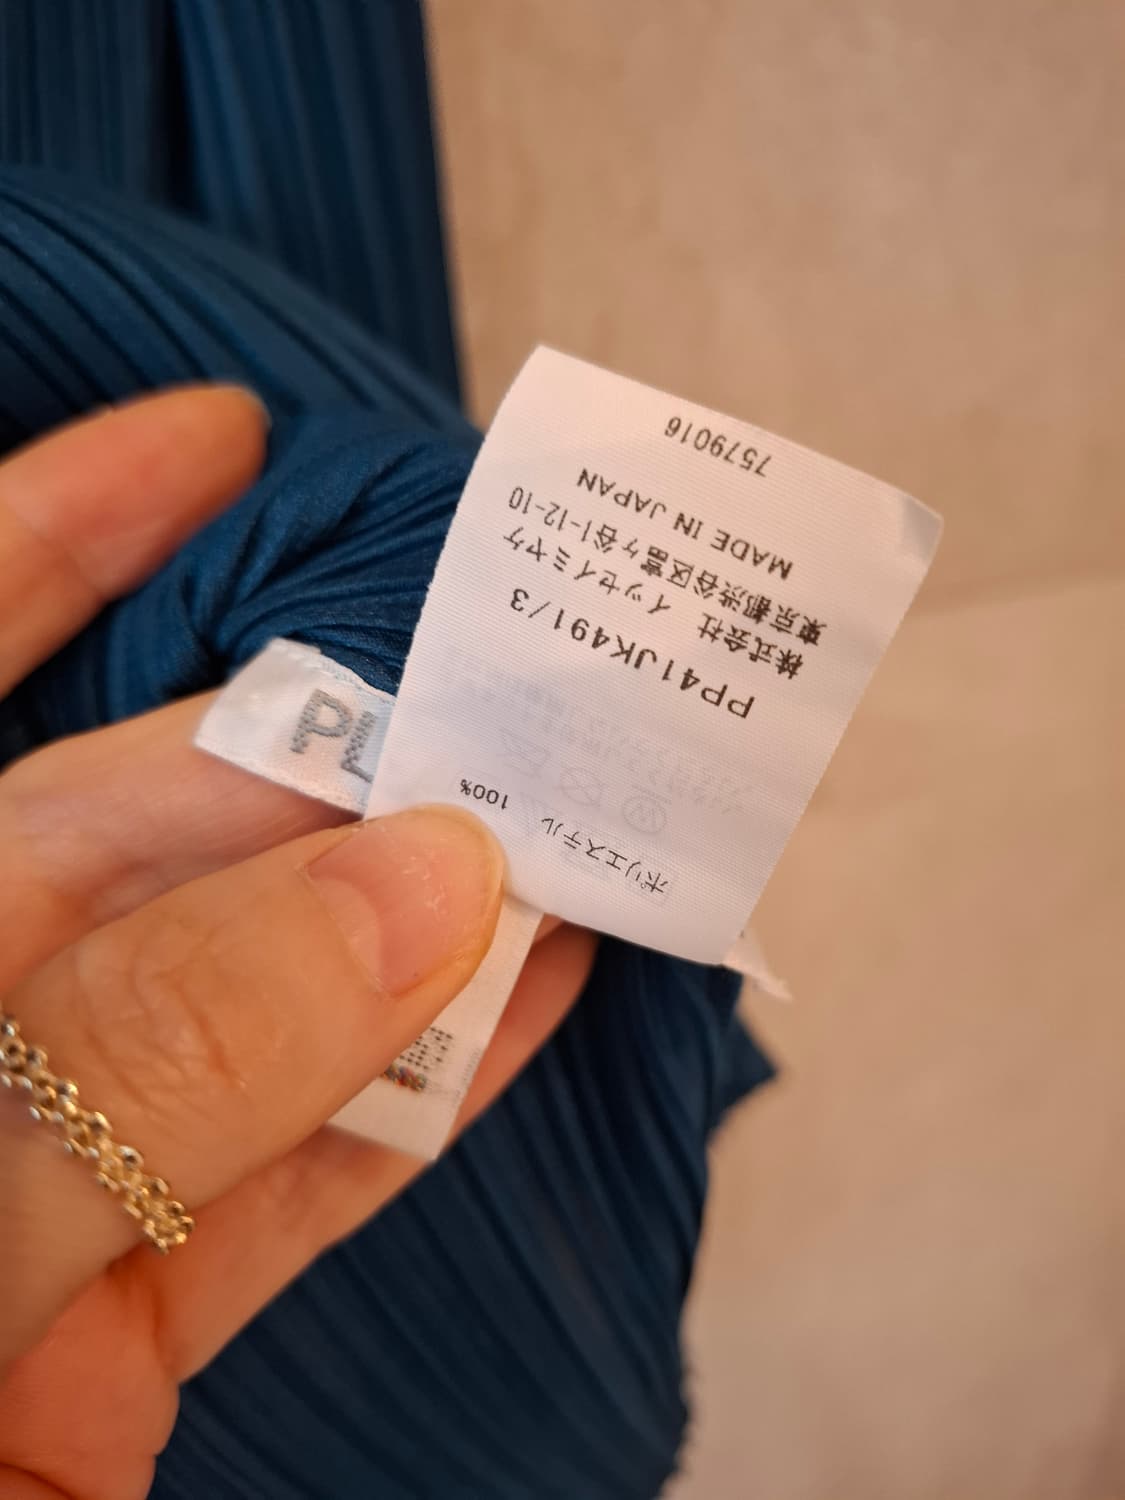 ポリエステル 100%
PP41JK491/3
株式会社 イッセイミヤケ
東京都渋谷区富ヶ谷1-12-10
MADE IN JAPAN
7579016
PL